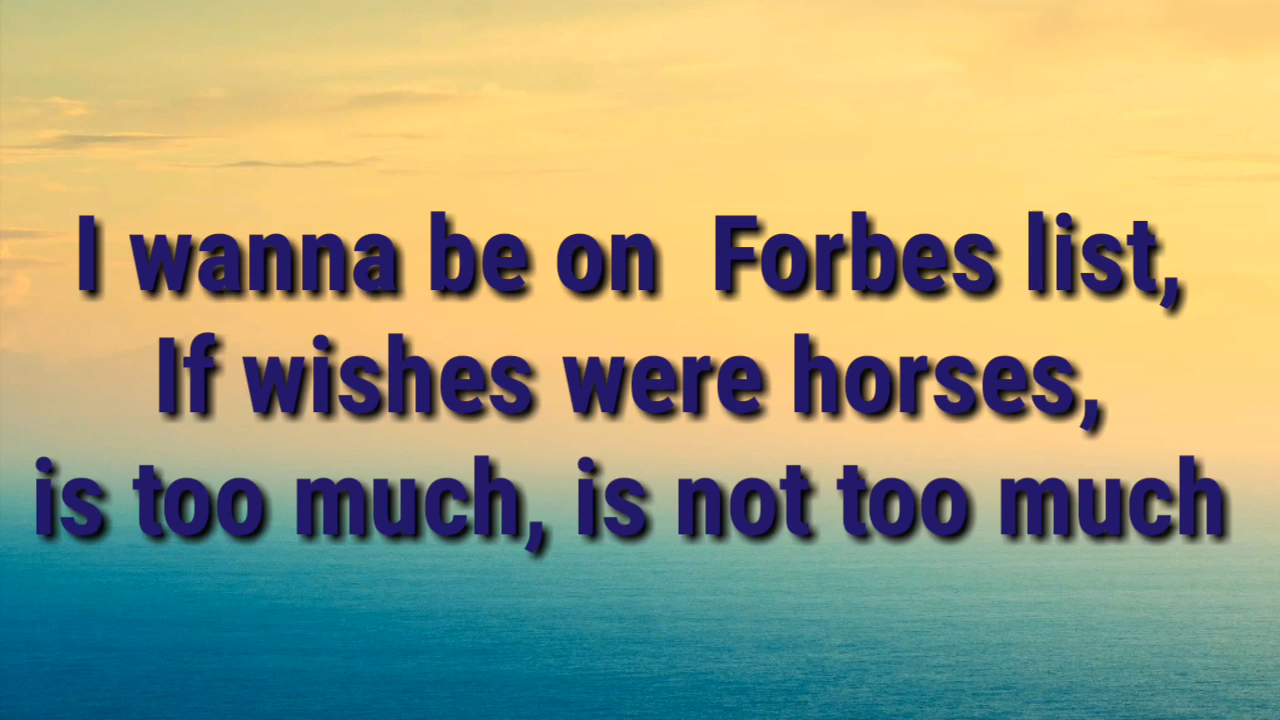 I wanna be on  Forbes list,
If wishes were horses,
is too much, is not too much